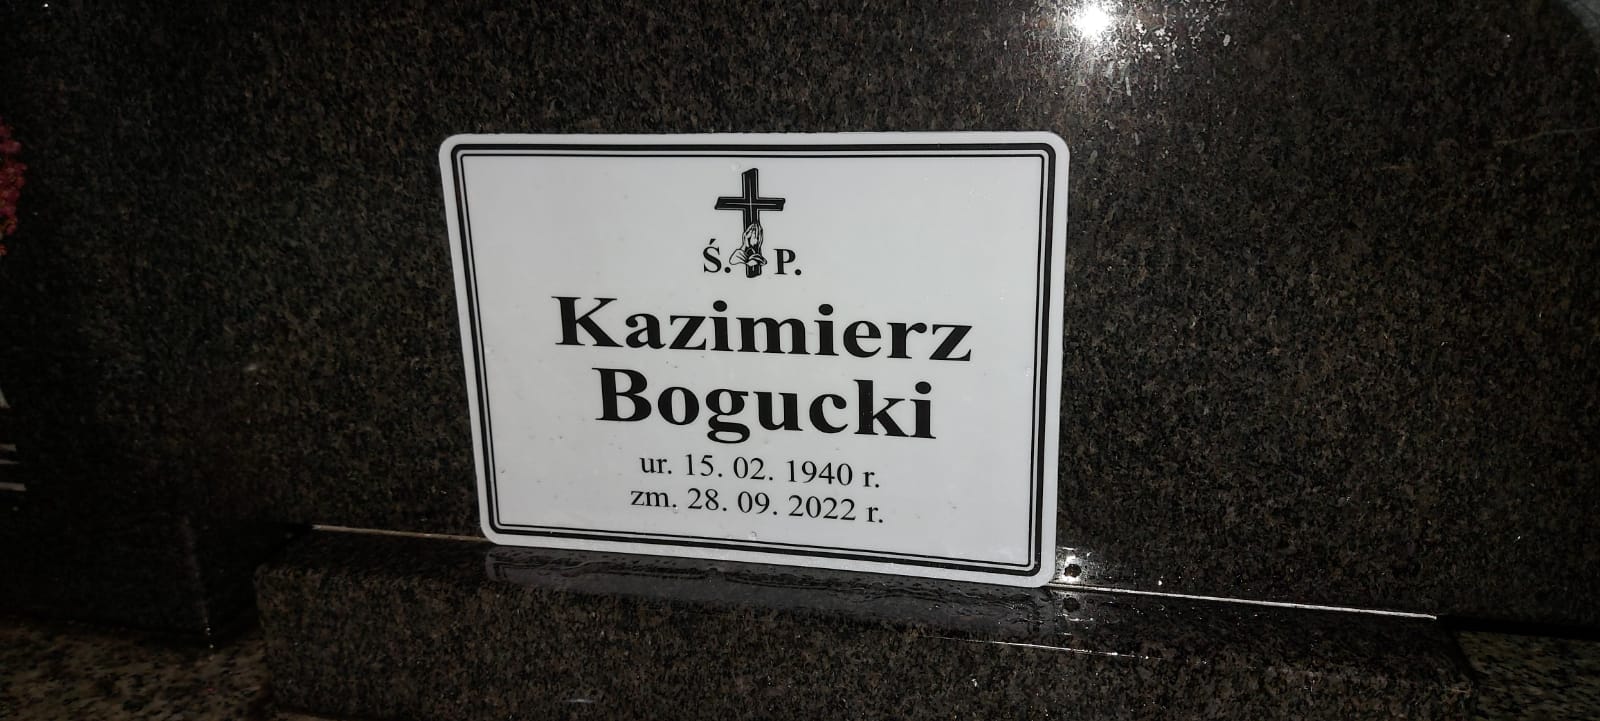 Ś. P.
Kazimierz
Bogucki
ur. 15. 02. 1940 r.
zm. 28. 09. 2022 r.